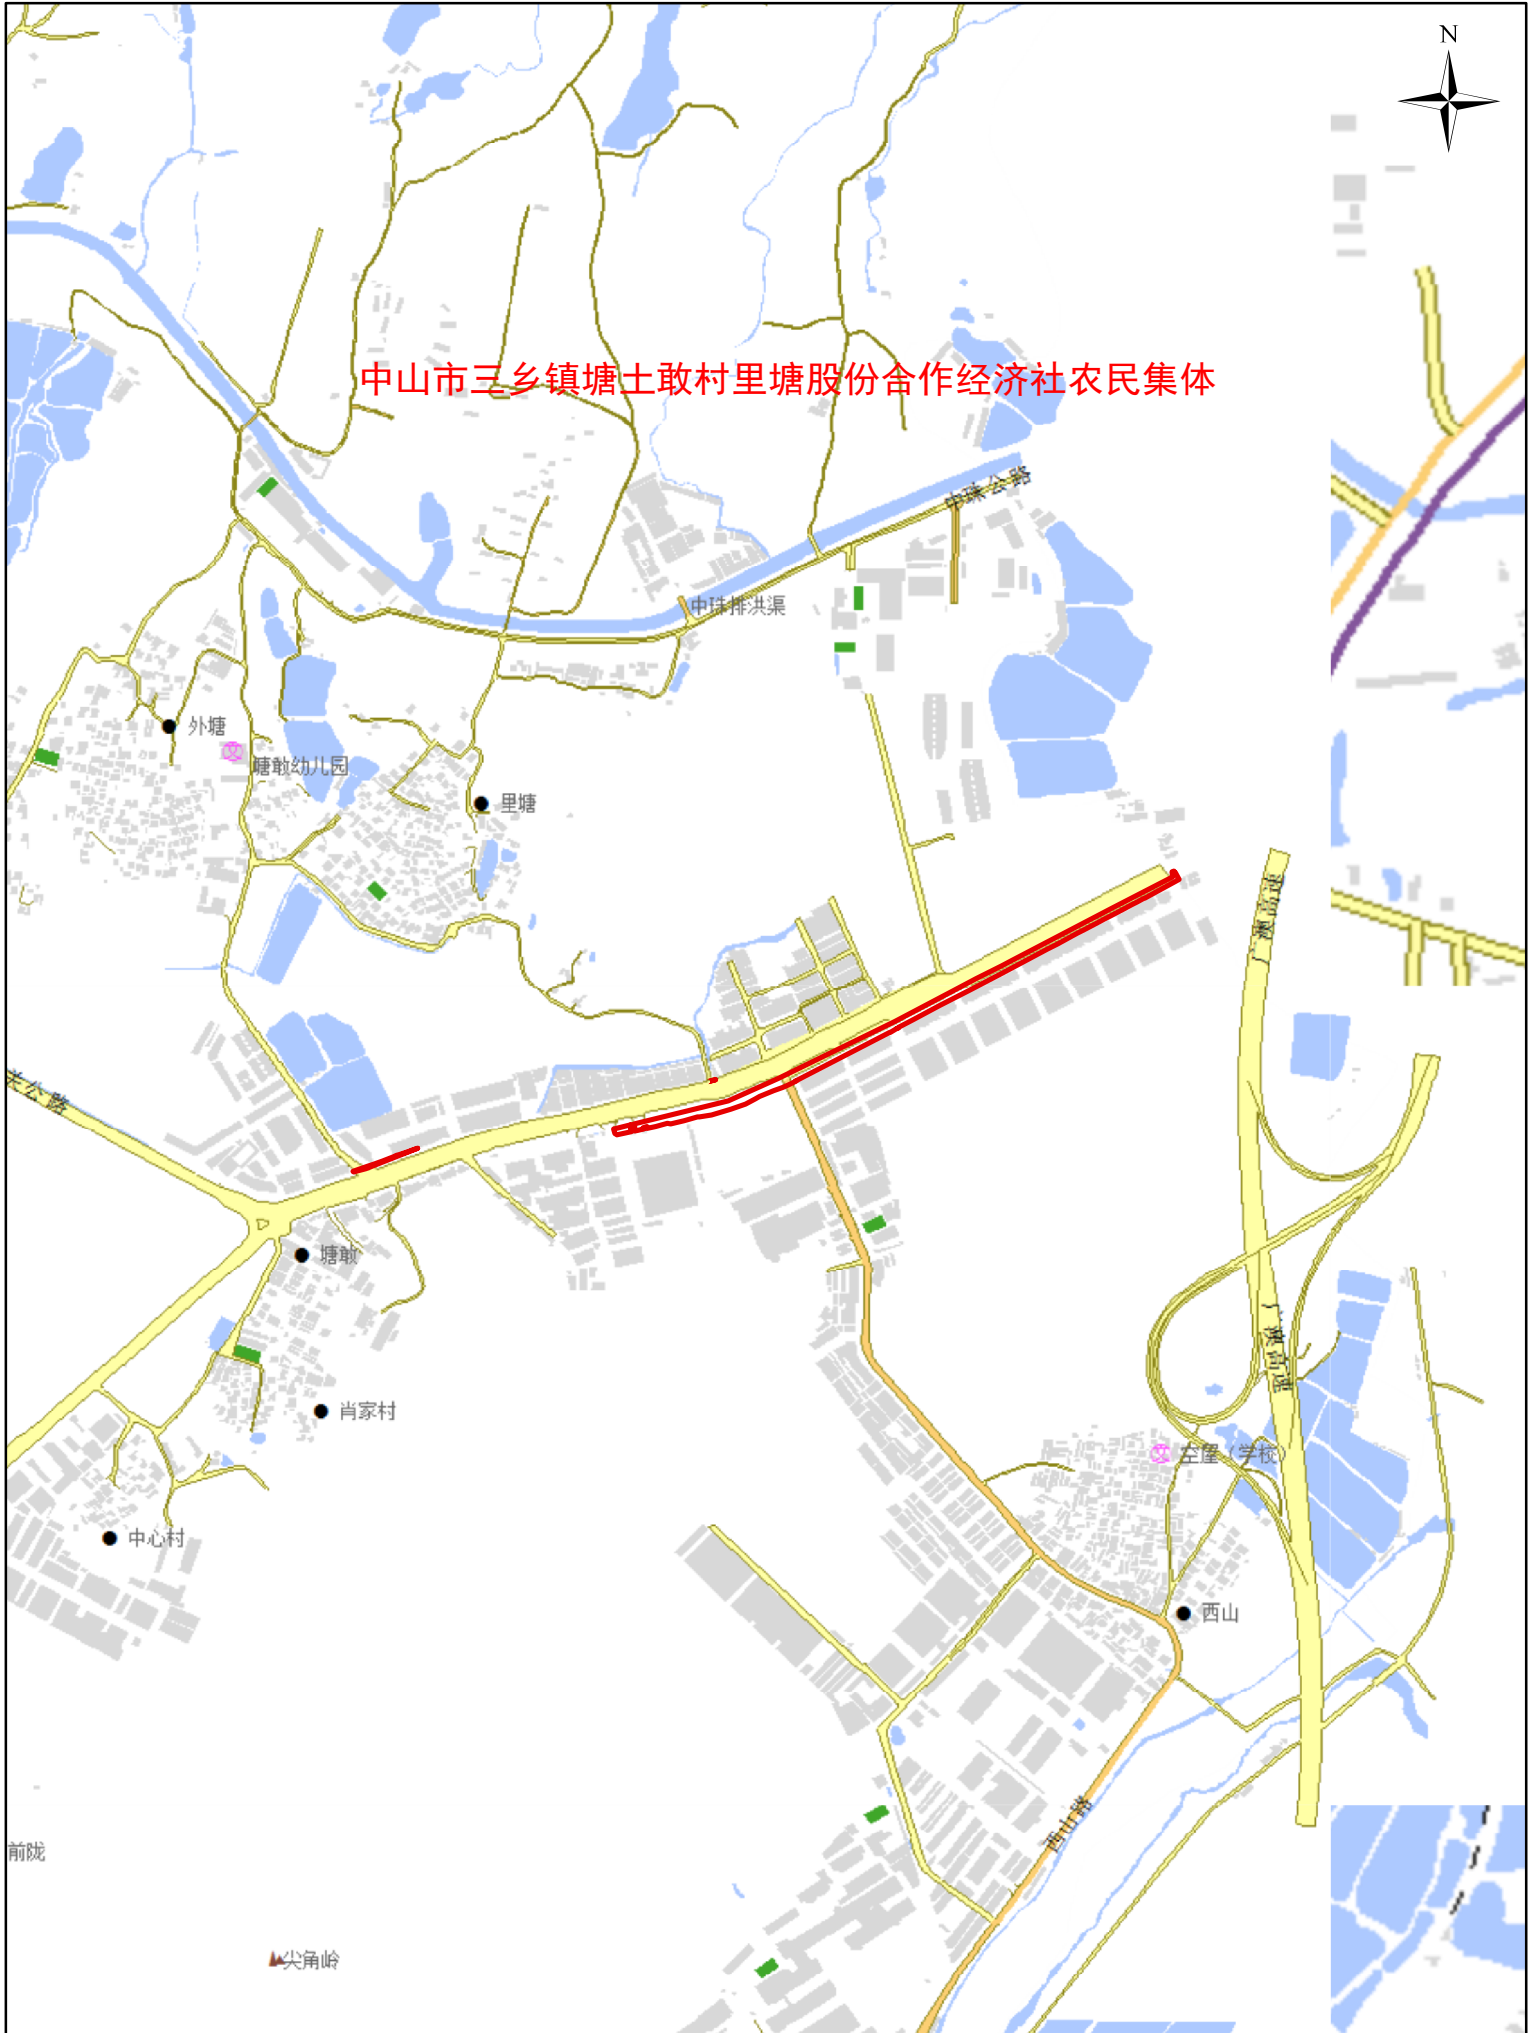 N
中山市三乡镇塘土敢村里塘股份合作经济社农民集体
中珠公路
中珠排洪渠
外塘
塘敢幼儿园
里塘
广澳高速
公路
塘敢
广澳高速
肖家村
空屋（学校）
中心村
西山
西山路
前陇
尖角岭